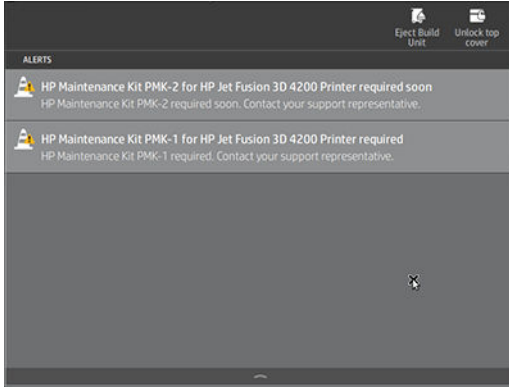 Eject Build
Unit
Unlock top
cover
ALERTS
HP Maintenance Kit PMK-2 for HP Jet Fusion 3D 4200 Printer required soon
HP Maintenance Kit PMK-2 required soon. Contact your support representative.
HP Maintenance Kit PMK-1 for HP Jet Fusion 3D 4200 Printer required
HP Maintenance Kit PMK-1 required. Contact your support representative.